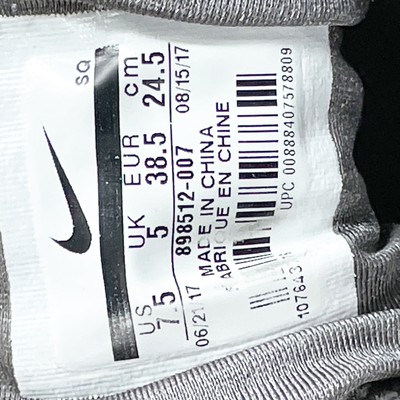 SQ
US UK EUR cm
7.5 5 38.5 24.5
898512-007
06/21/17 08/15/17
MADE IN CHINA
ABRIQUE EN CHINE
UPC 00888407578809